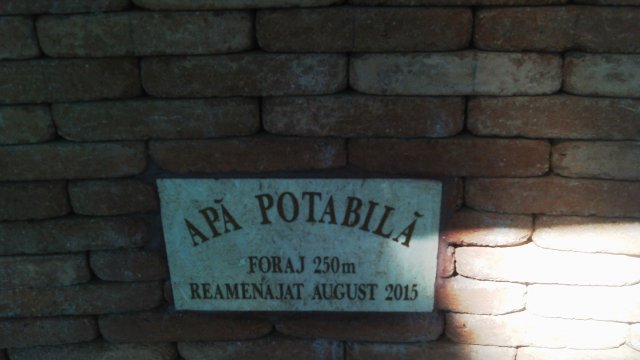 APĂ POTABILĂ
FORAJ 250m
REAMENAJAT AUGUST 2015